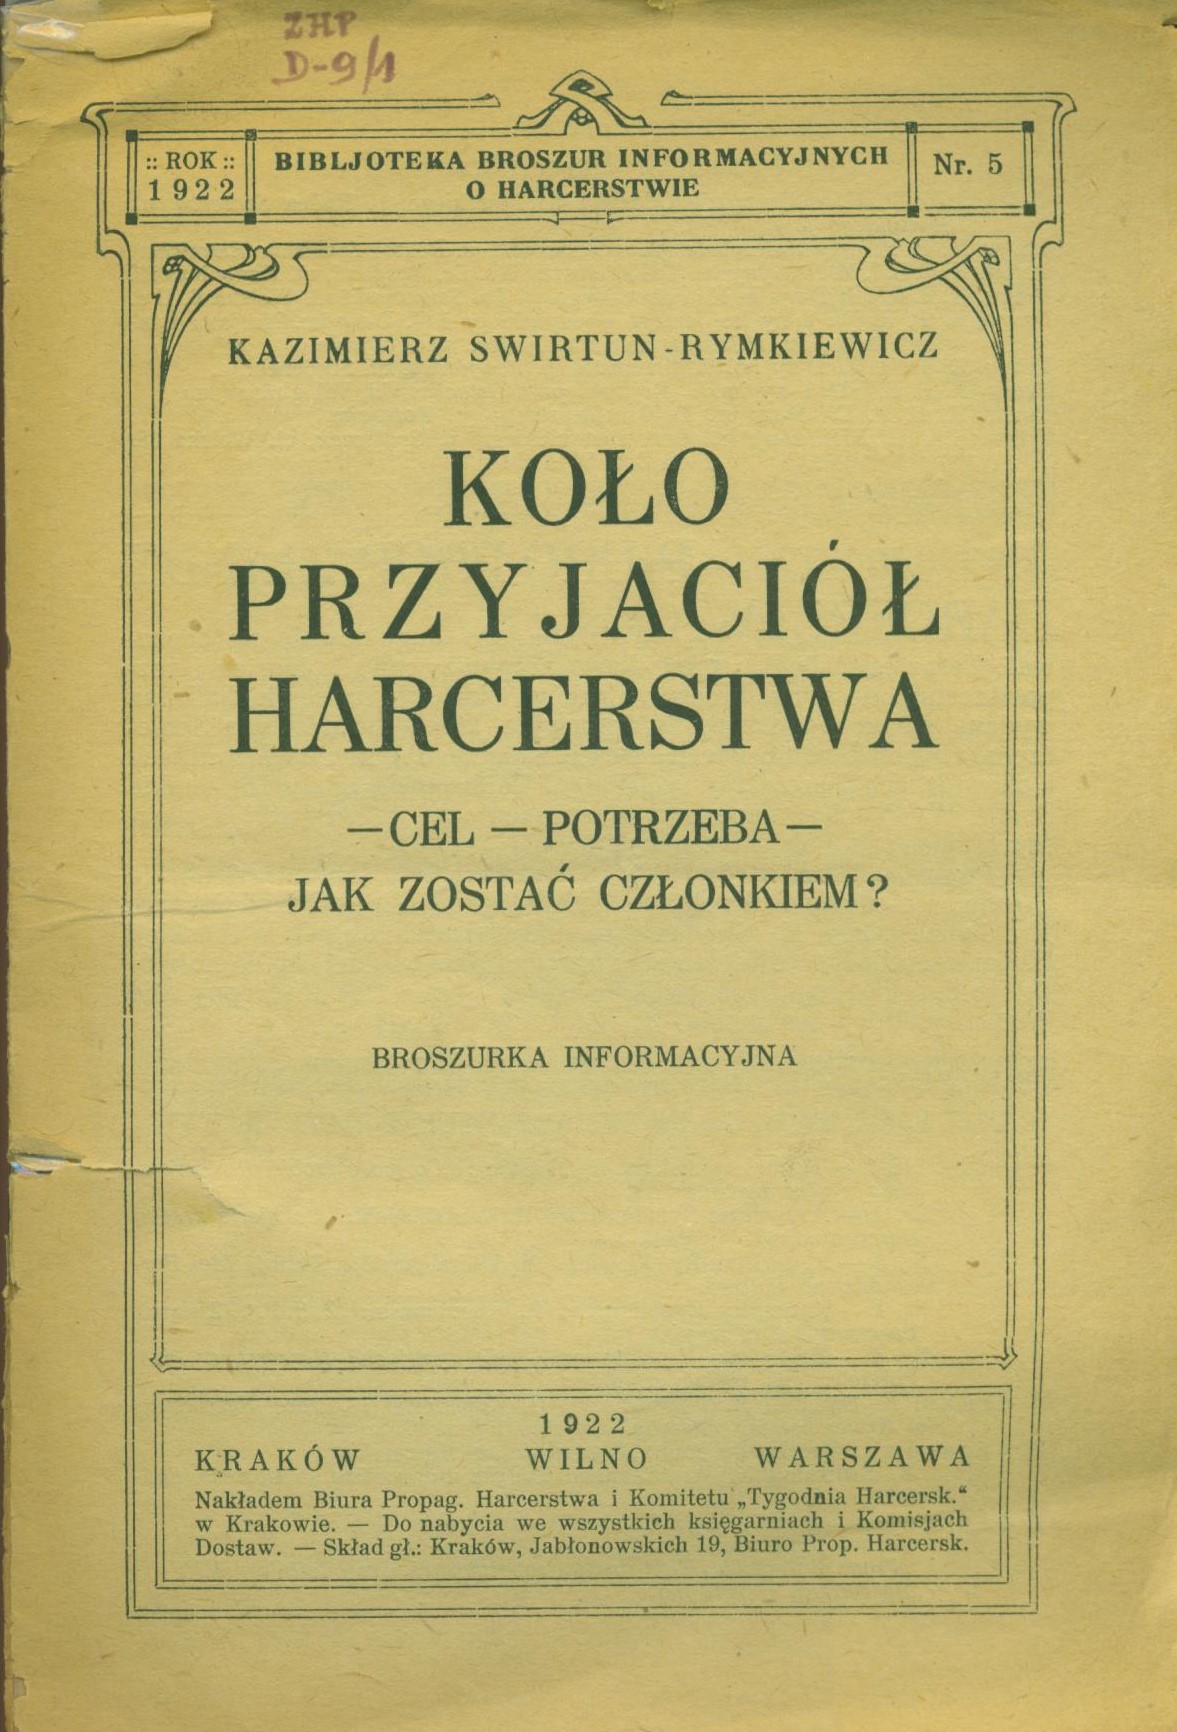 ZHP
D-9/1
:: ROK ::
1922
BIBLJOTEKA BROSZUR INFORMACYJNYCH
O HARCERSTWIE
Nr. 5
KAZIMIERZ SWIRTUN-RYMKIEWICZ
KOŁO
PRZYJACIÓŁ
HARCERSTWA
— CEL — POTRZEBA —
JAK ZOSTAĆ CZŁONKIEM?
BROSZURKA INFORMACYJNA
1922
KRAKÓW WILNO WARSZAWA
Nakładem Biura Propag. Harcerstwa i Komitetu „Tygodnia Harcersk.“
w Krakowie. — Do nabycia we wszystkich księgarniach i Komisjach
Dostaw. — Skład gł.: Kraków, Jabłonowskich 19, Biuro Prop. Harcersk.